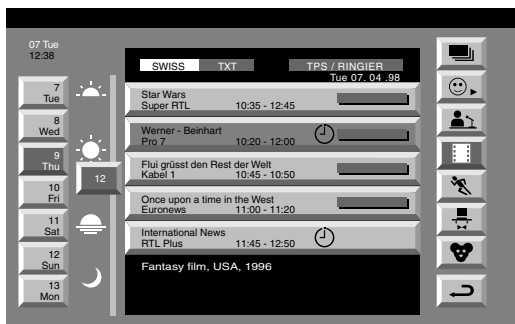 07 Tue
12:38
SWISS TXT TPS / RINGIER
Tue 07. 04 .98
7
Tue
8
Wed
9
Thu
10
Fri
11
Sat
12
Sun
13
Mon
12
Star Wars
Super RTL 10:35 - 12:45
Werner - Beinhart
Pro 7 10:20 - 12:00
Flui grüsst den Rest der Welt
Kabel 1 10:45 - 10:50
Once upon a time in the West
Euronews 11:00 - 11:20
International News
RTL Plus 11:45 - 12:50
Fantasy film, USA, 1996